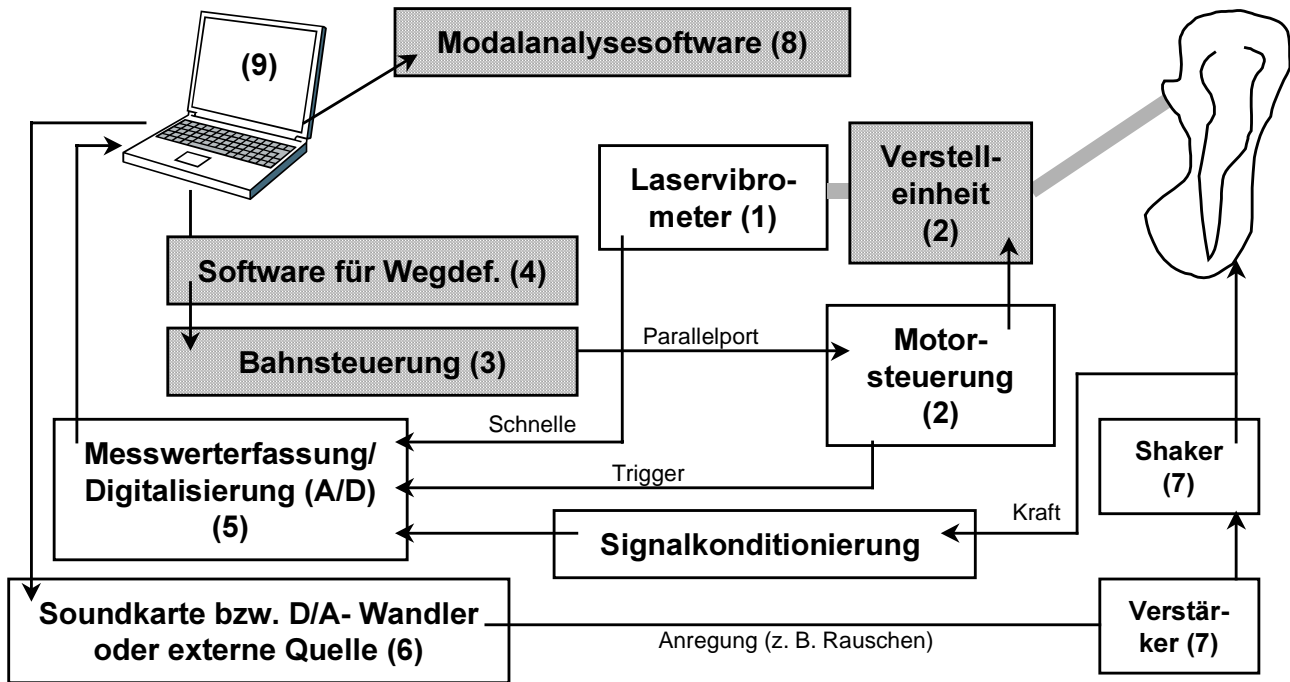 (9)
Modalanalysesoftware (8)
Laservibro-
meter (1)
Verstell-
einheit
(2)
Software für Wegdef. (4)
Bahnsteuerung (3)
Parallelport
Motor-
steuerung
(2)
Schnelle
Messwerterfassung/
Digitalisierung (A/D)
(5)
Trigger
Shaker
(7)
Kraft
Signalkonditionierung
Soundkarte bzw. D/A- Wandler
oder externe Quelle (6)
Anregung (z. B. Rauschen)
Verstär-
ker (7)